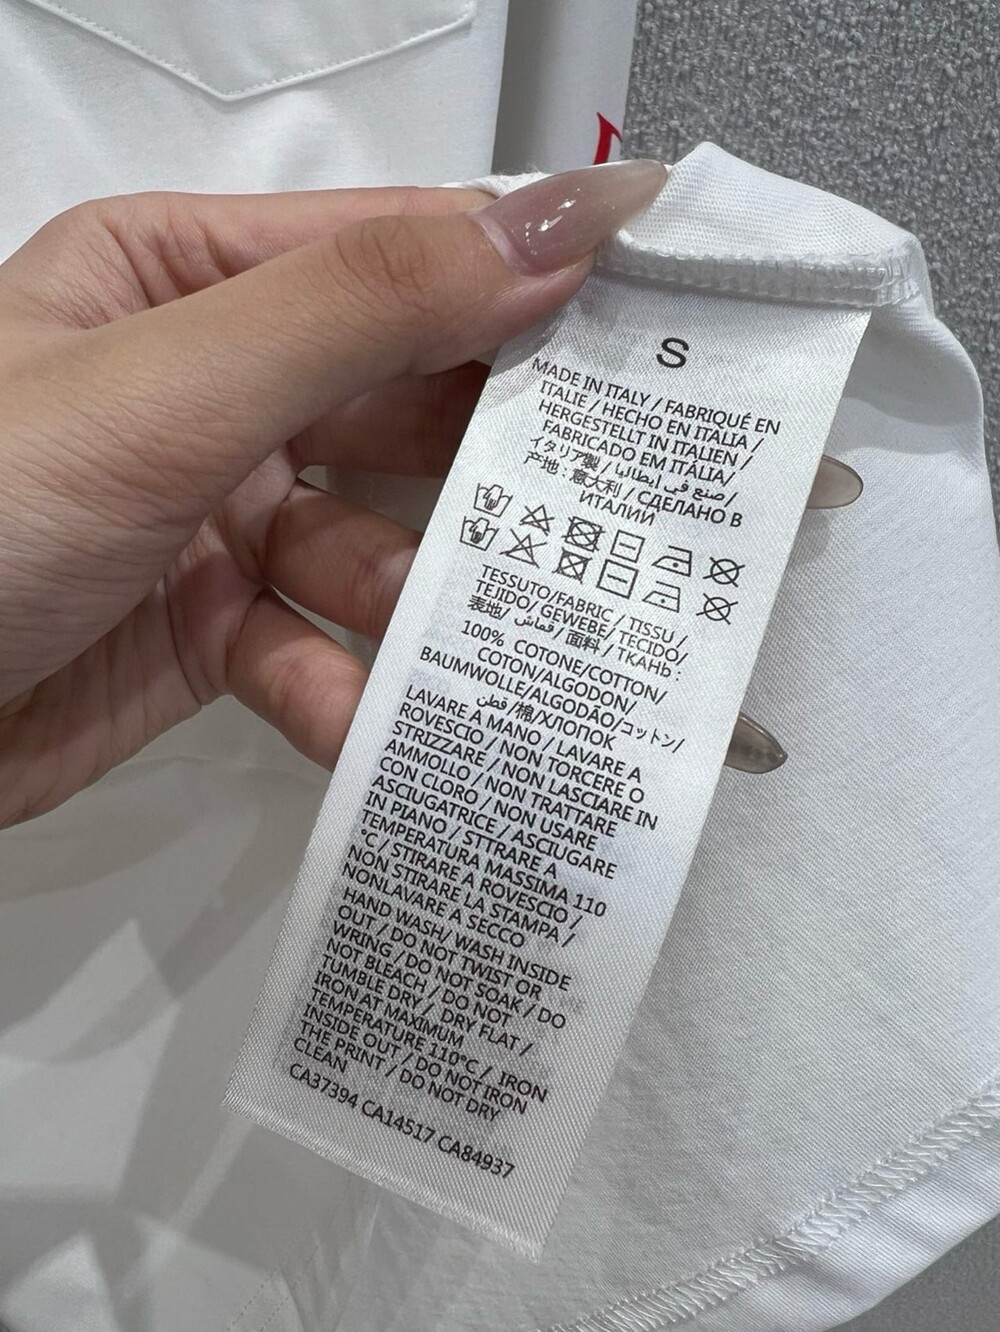 S
MADE IN ITALY / FABRIQUÉ EN
ITALIE / HECHO EN ITALIA /
HERGESTELLT IN ITALIEN /
FABRICADO EM ITÁLIA/
イタリア製 / صنع في إيطاليا /
产地：意大利 / СДЕЛАНО В
ИТАЛИИ
TESSUTO/FABRIC / TISSU /
TEJIDO/ GEWEBE/ TECIDO/
表地/ قماش / 面料 / ТКАНЬ :
100% COTONE/COTTON/
COTON/ALGODON/
BAUMWOLLE/ALGODÃO/コットン/
قطن /棉/ХЛОПОК
LAVARE A MANO / LAVARE A
ROVESCIO / NON TORCERE O
STRIZZARE / NON LASCIARE IN
AMMOLLO / NON TRATTARE
CON CLORO / NON USARE
ASCIUGATRICE / ASCIUGARE
IN PIANO / STTRARE A
TEMPERATURA MASSIMA 110
°C / STIRARE A ROVESCIO /
NON STIRARE LA STAMPA /
NONLAVARE A SECCO
HAND WASH/ WASH INSIDE
OUT / DO NOT TWIST OR
WRING / DO NOT SOAK / DO
NOT BLEACH / DO NOT
TUMBLE DRY / DRY FLAT /
IRON AT MAXIMUM
TEMPERATURE 110°C / IRON
INSIDE OUT / DO NOT IRON
THE PRINT / DO NOT DRY
CLEAN
CA37394 CA14517 CA84937